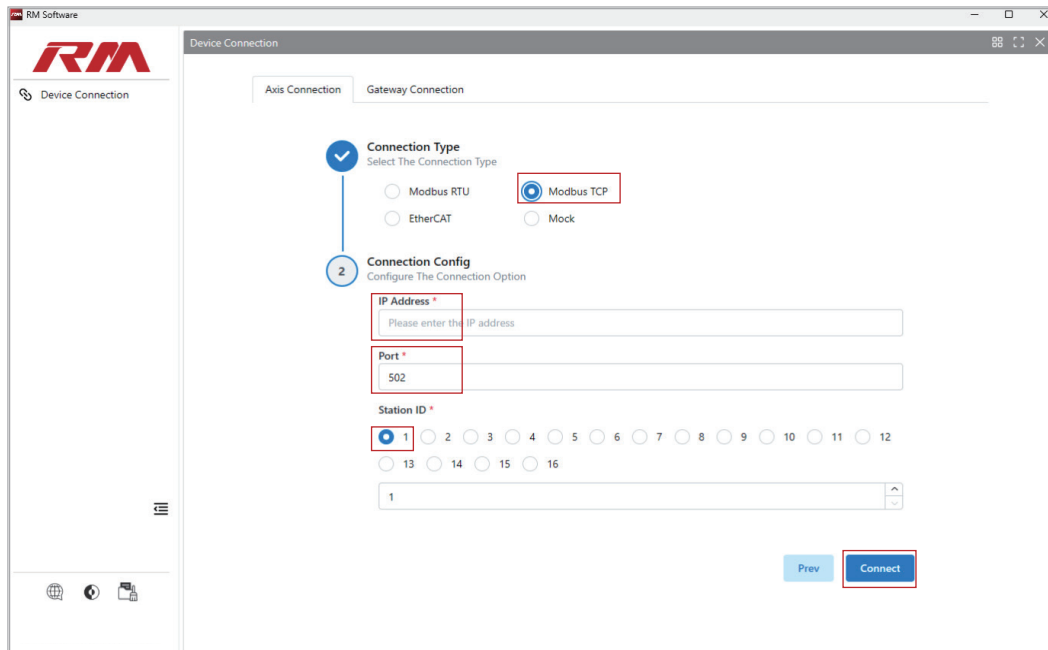 RM Software
RM
Device Connection
Device Connection
Axis Connection Gateway Connection
Connection Type
Select The Connection Type
Modbus RTU Modbus TCP
EtherCAT Mock
2 Connection Config
Configure The Connection Option
IP Address *
Please enter the IP address
Port *
502
Station ID *
1 2 3 4 5 6 7 8 9 10 11 12
13 14 15 16
1
Prev Connect